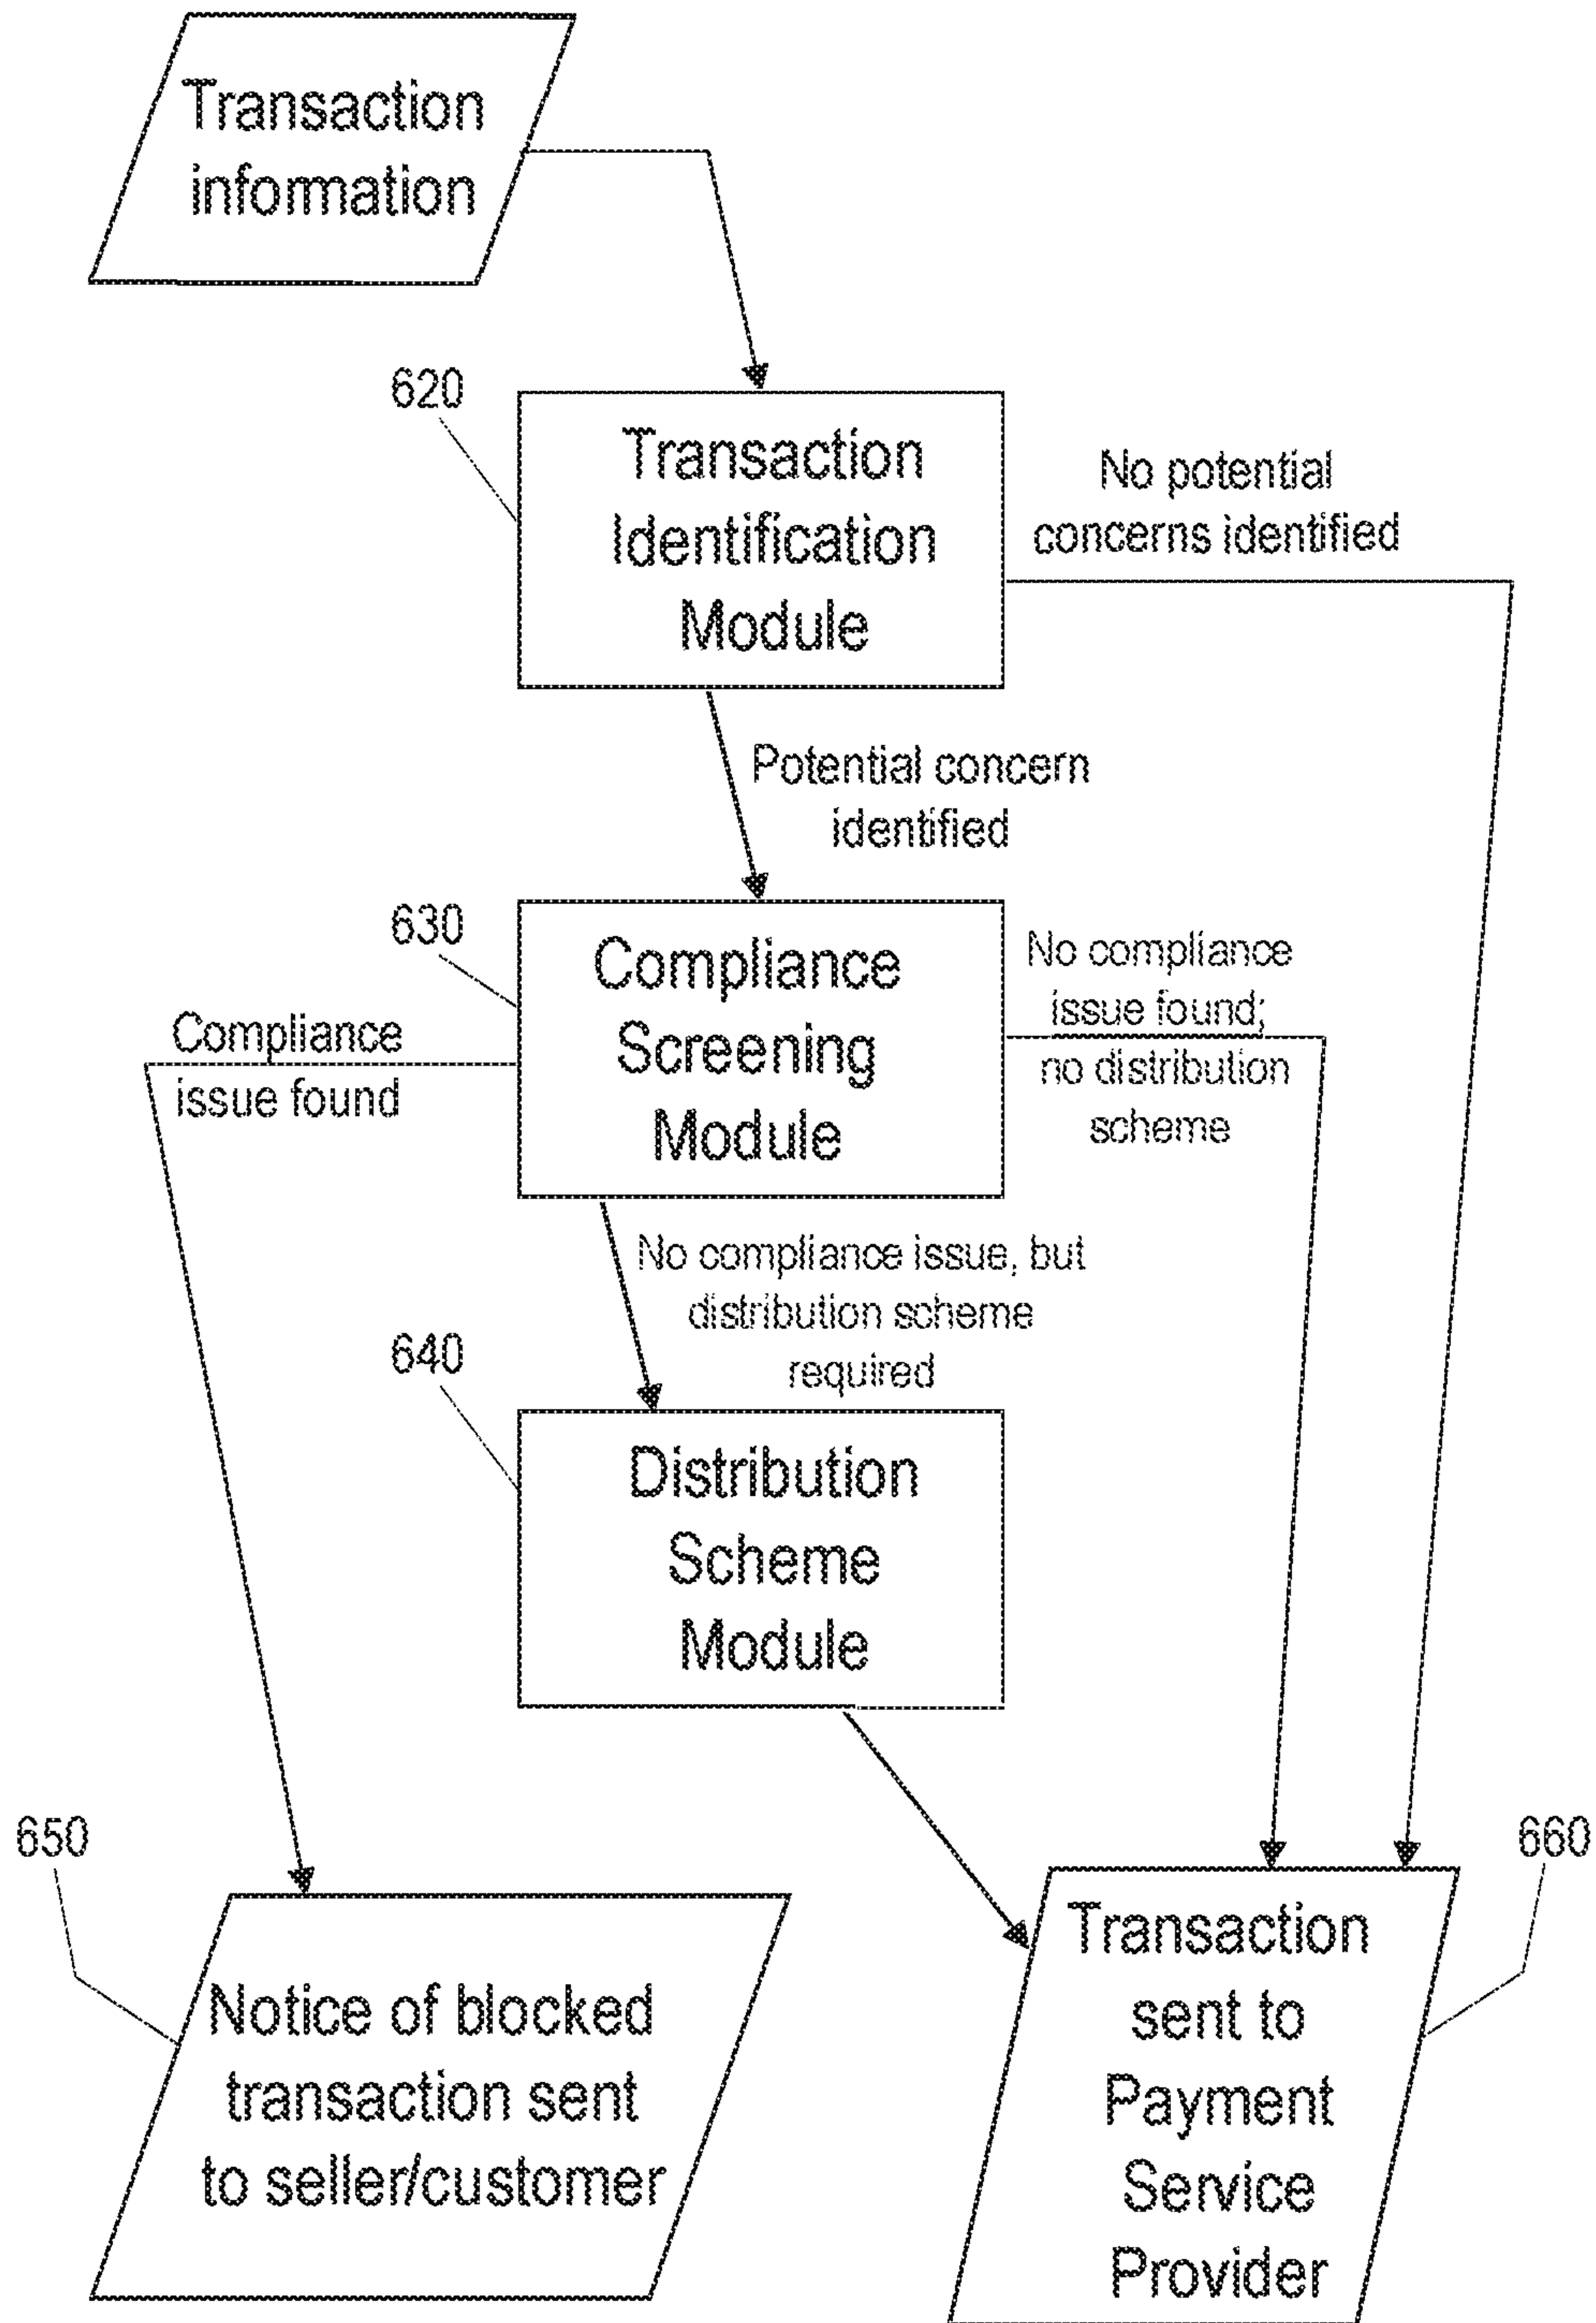 Transaction
information
620
Transaction
Identification
Module
No potential
concerns identified
Potential concern
identified
630
Compliance
Screening
Module
No compliance
issue found;
no distribution
scheme
Compliance
issue found
No compliance issue, but
distribution scheme
required
640
Distribution
Scheme
Module
650
Notice of blocked
transaction sent
to seller/customer
660
Transaction
sent to
Payment
Service
Provider